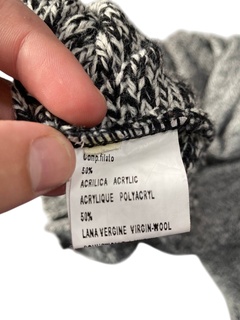 Comp.filato
50%
ACRILICA ACRYLIC
ACRYLIQUE POLYACRYL
50%
LANA VERGINE VIRGIN-WOOL